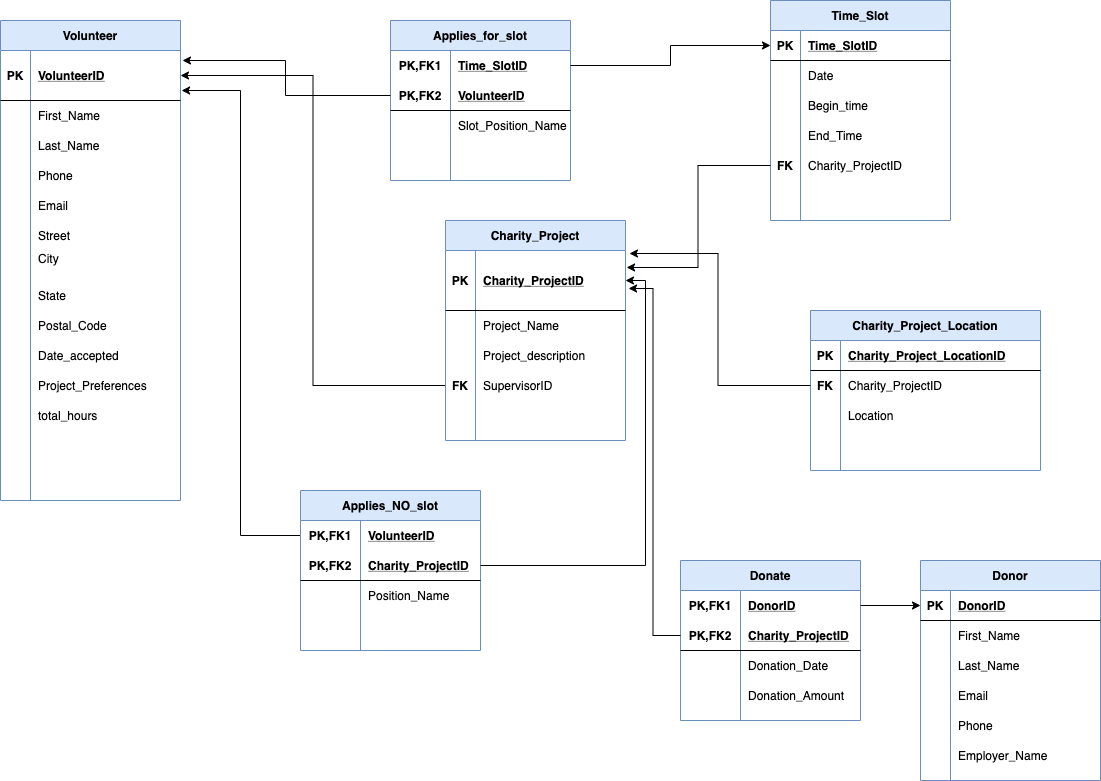 Volunteer
PK VolunteerID
First_Name
Last_Name
Phone
Email
Street
City
State
Postal_Code
Date_accepted
Project_Preferences
total_hours
Applies_for_slot
PK,FK1 Time_SlotID
PK,FK2 VolunteerID
Slot_Position_Name
Time_Slot
PK Time_SlotID
Date
Begin_time
End_Time
FK Charity_ProjectID
Charity_Project
PK Charity_ProjectID
Project_Name
Project_description
FK SupervisorID
Charity_Project_Location
PK Charity_Project_LocationID
FK Charity_ProjectID
Location
Applies_NO_slot
PK,FK1 VolunteerID
PK,FK2 Charity_ProjectID
Position_Name
Donate
PK,FK1 DonorID
PK,FK2 Charity_ProjectID
Donation_Date
Donation_Amount
Donor
PK DonorID
First_Name
Last_Name
Email
Phone
Employer_Name